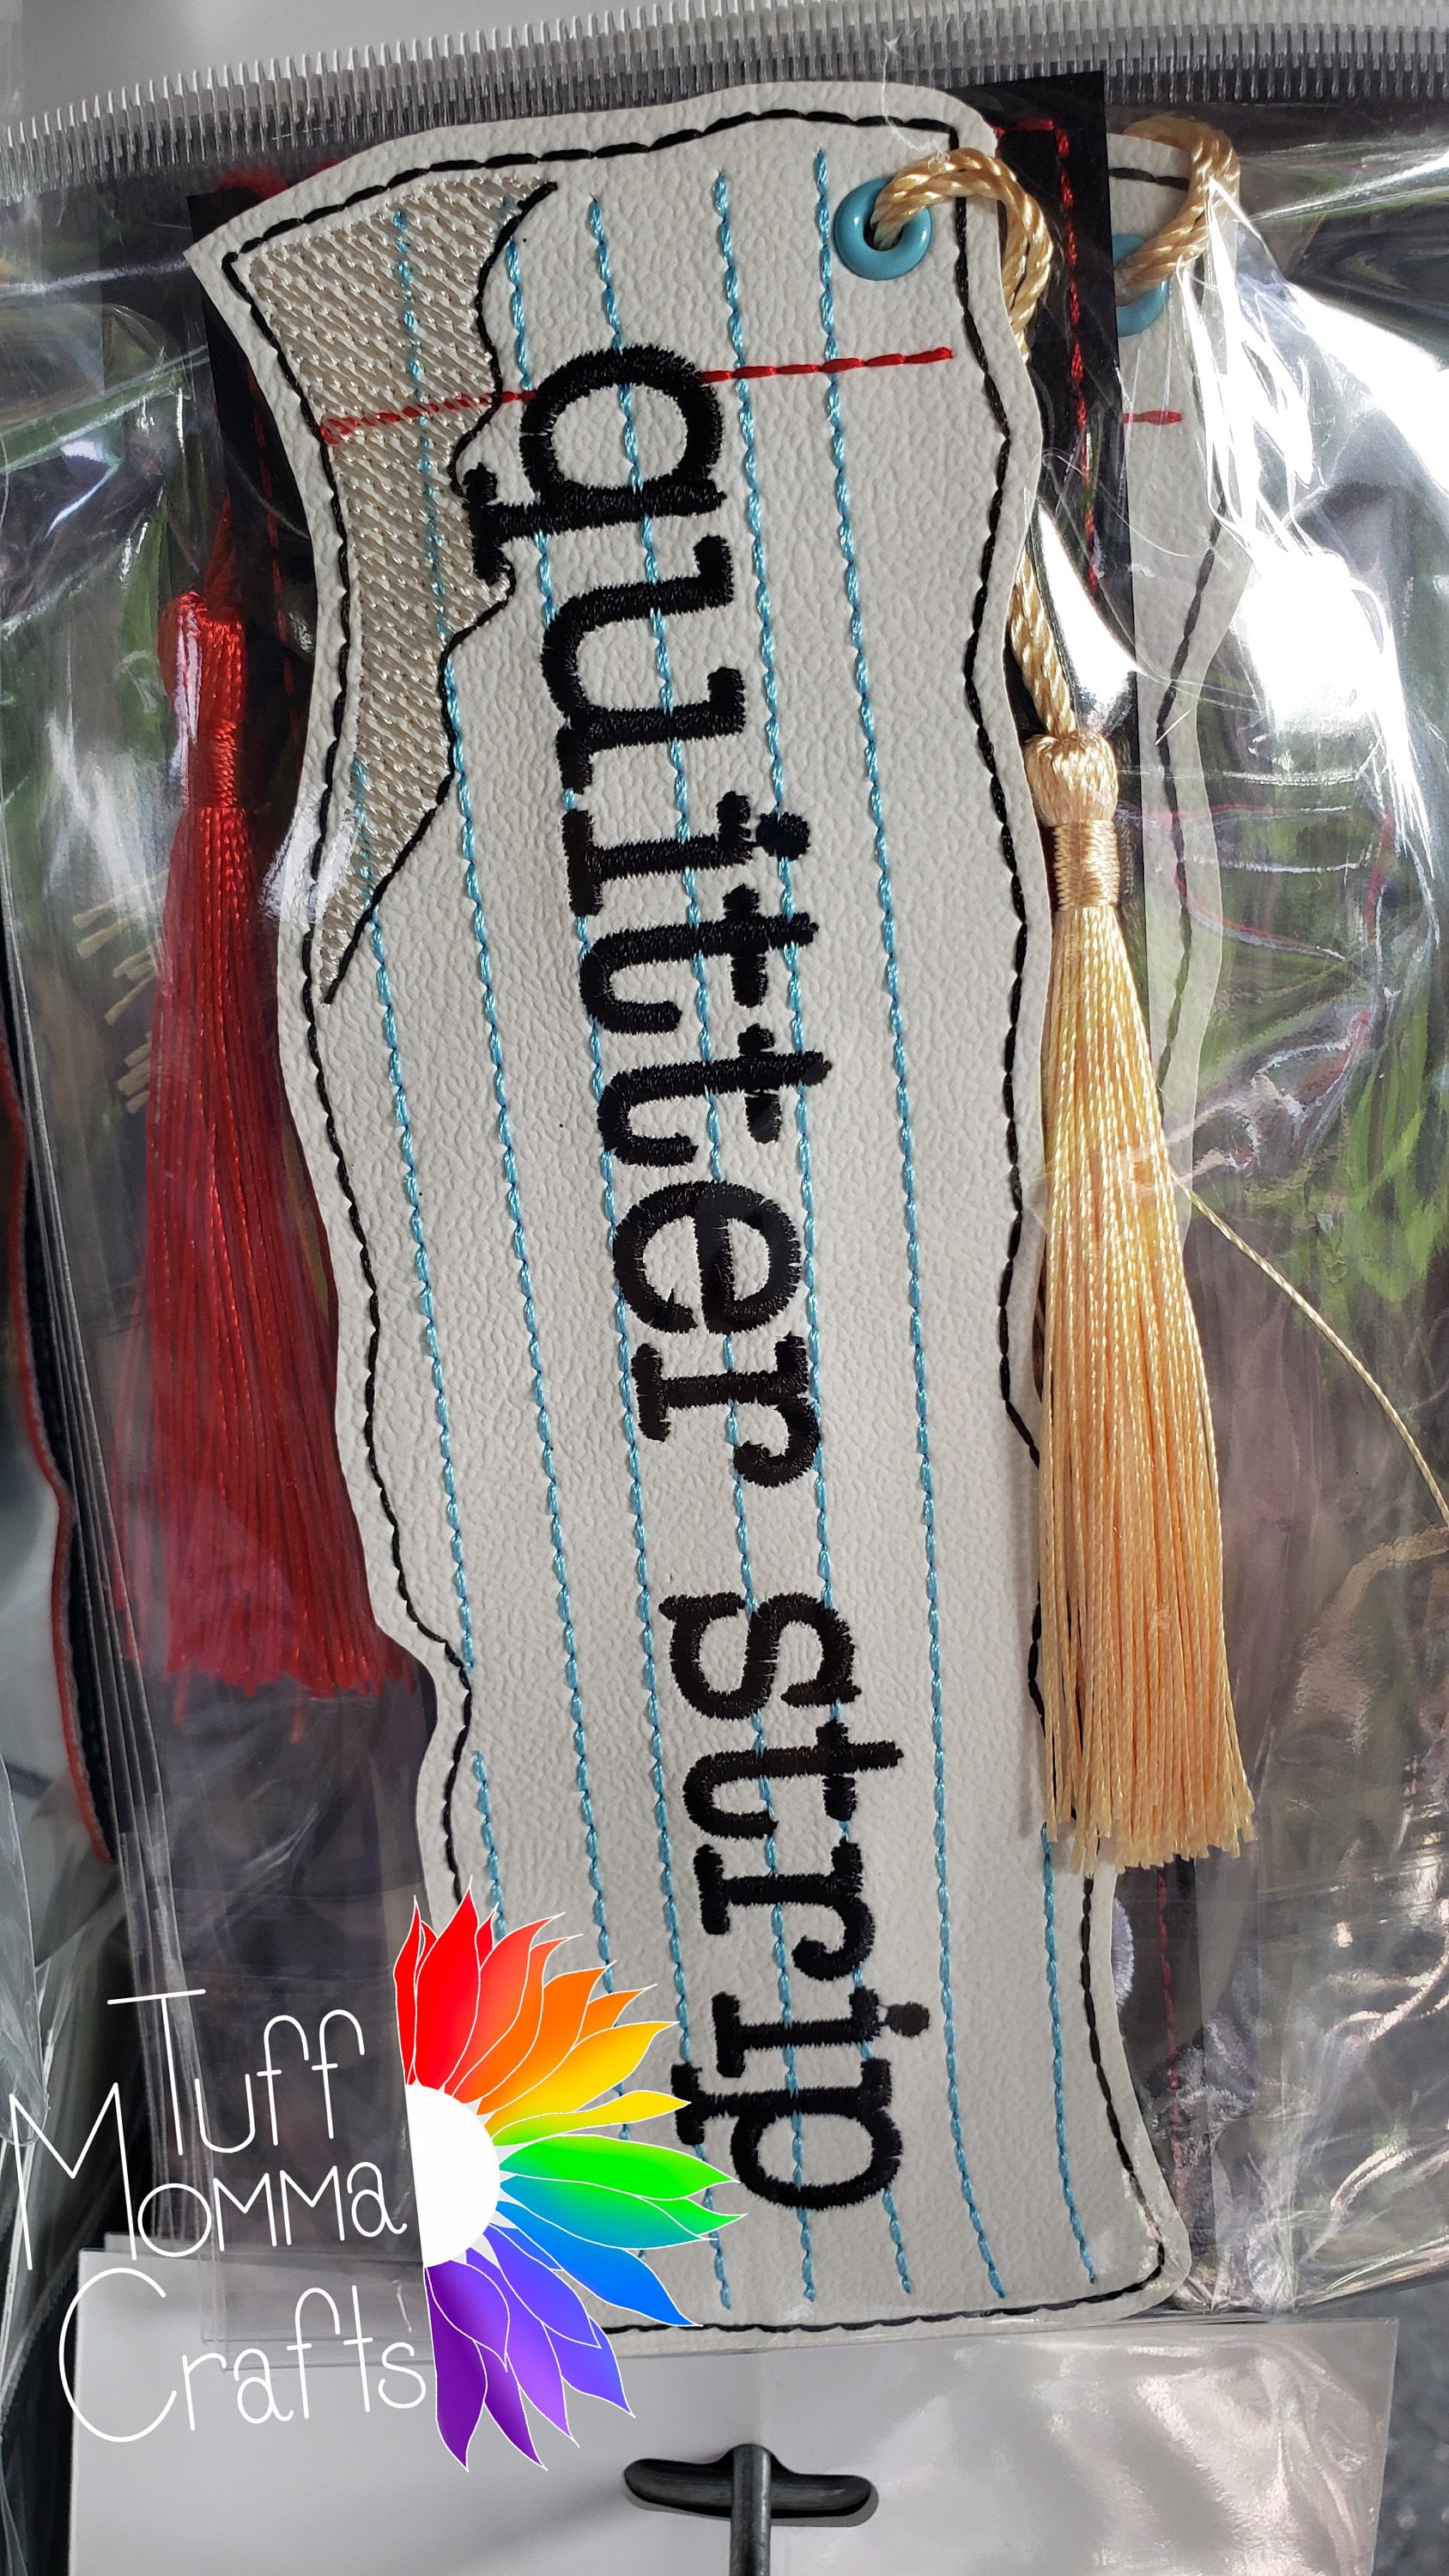 quitter strip
Tuff
Momma
Crafts